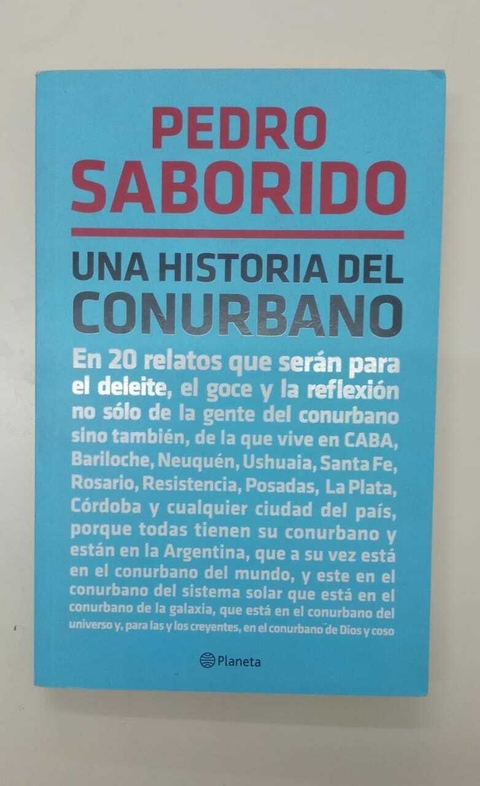 PEDRO
SABORIDO
UNA HISTORIA DEL
CONURBANO
En 20 relatos que serán para
el deleite, el goce y la reflexión
no sólo de la gente del conurbano
sino también, de la que vive en CABA,
Bariloche, Neuquén, Ushuaia, Santa Fe,
Rosario, Resistencia, Posadas, La Plata,
Córdoba y cualquier ciudad del país,
porque todas tienen su conurbano y
están en la Argentina, que a su vez está
en el conurbano del mundo, y este en el
conurbano del sistema solar que está en el
conurbano de la galaxia, que está en el conurbano del
universo y, para las y los creyentes, en el conurbano de Dios y coso
Planeta